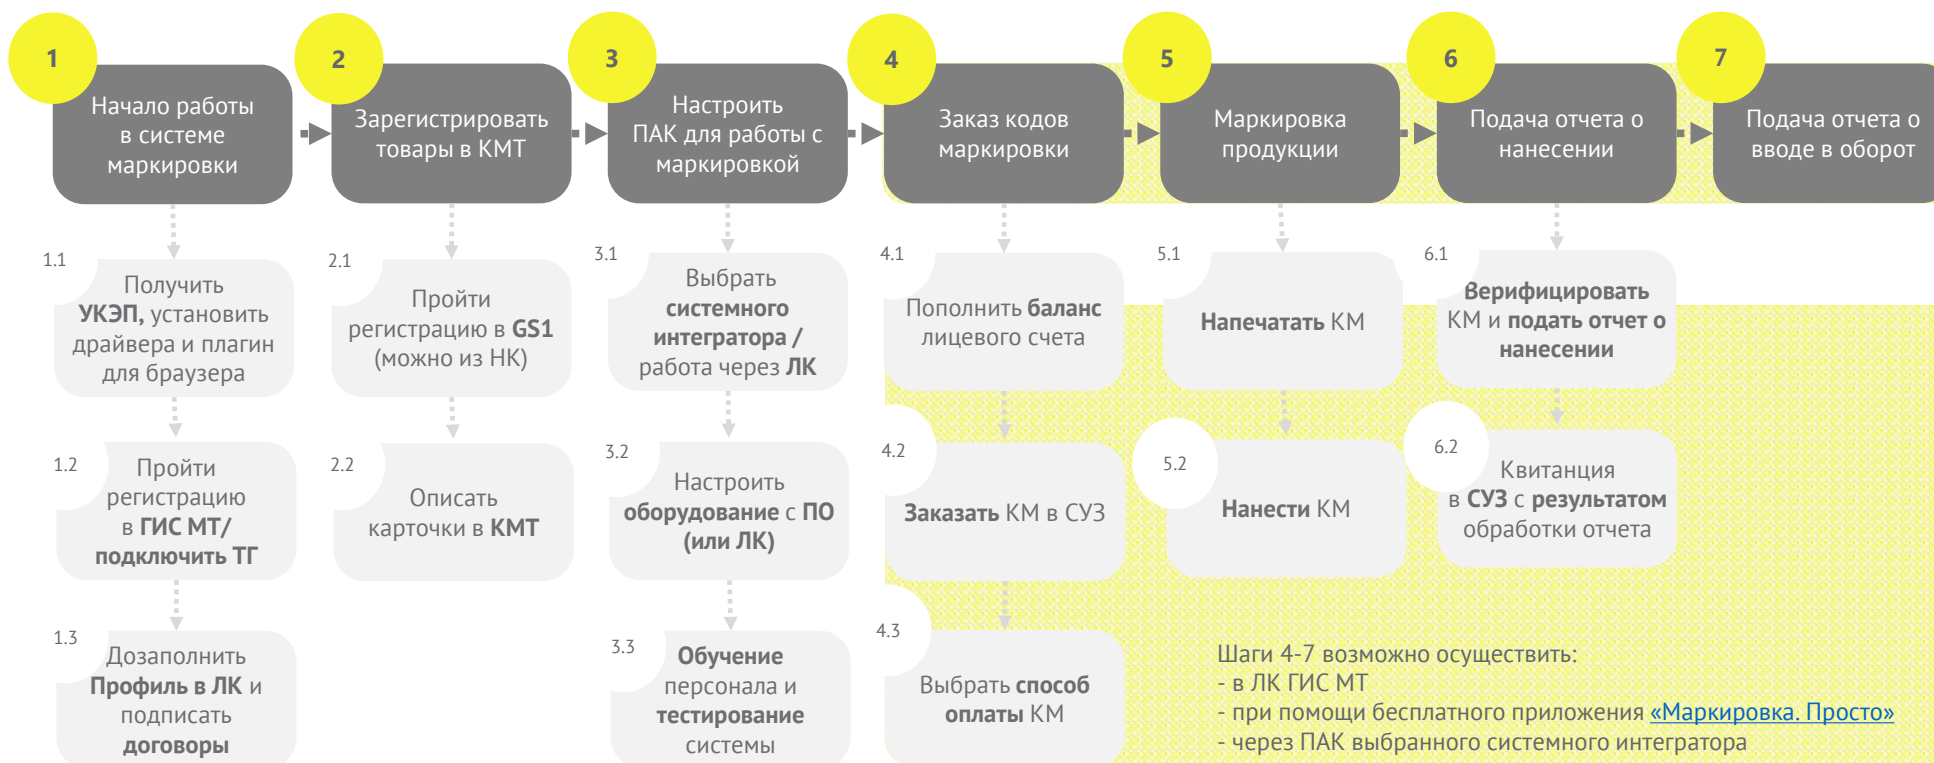 1
Начало работы
в системе
маркировки
2
Зарегистрировать
товары в КМТ
3
Настроить
ПАК для работы с
маркировкой
4
Заказ кодов
маркировки
5
Маркировка
продукции
6
Подача отчета о
нанесении
7
Подача отчета о
вводе в оборот
1.1
Получить
УКЭП, установить
драйвера и плагин
для браузера
1.2
Пройти
регистрацию
в ГИС МТ/
подключить ТГ
1.3
Дозаполнить
Профиль в ЛК и
подписать
договоры
2.1
Пройти
регистрацию в GS1
(можно из НК)
2.2
Описать
карточки в КМТ
3.1
Выбрать
системного
интегратора /
работа через ЛК
3.2
Настроить
оборудование с ПО
(или ЛК)
3.3
Обучение
персонала и
тестирование
системы
4.1
Пополнить баланс
лицевого счета
4.2
Заказать КМ в СУЗ
4.3
Выбрать способ
оплаты КМ
5.1
Напечатать КМ
5.2
Нанести КМ
6.1
Верифицировать
КМ и подать отчет о
нанесении
6.2
Квитанция
в СУЗ с результатом
обработки отчета
Шаги 4-7 возможно осуществить:
- в ЛК ГИС МТ
- при помощи бесплатного приложения «Маркировка. Просто»
- через ПАК выбранного системного интегратора